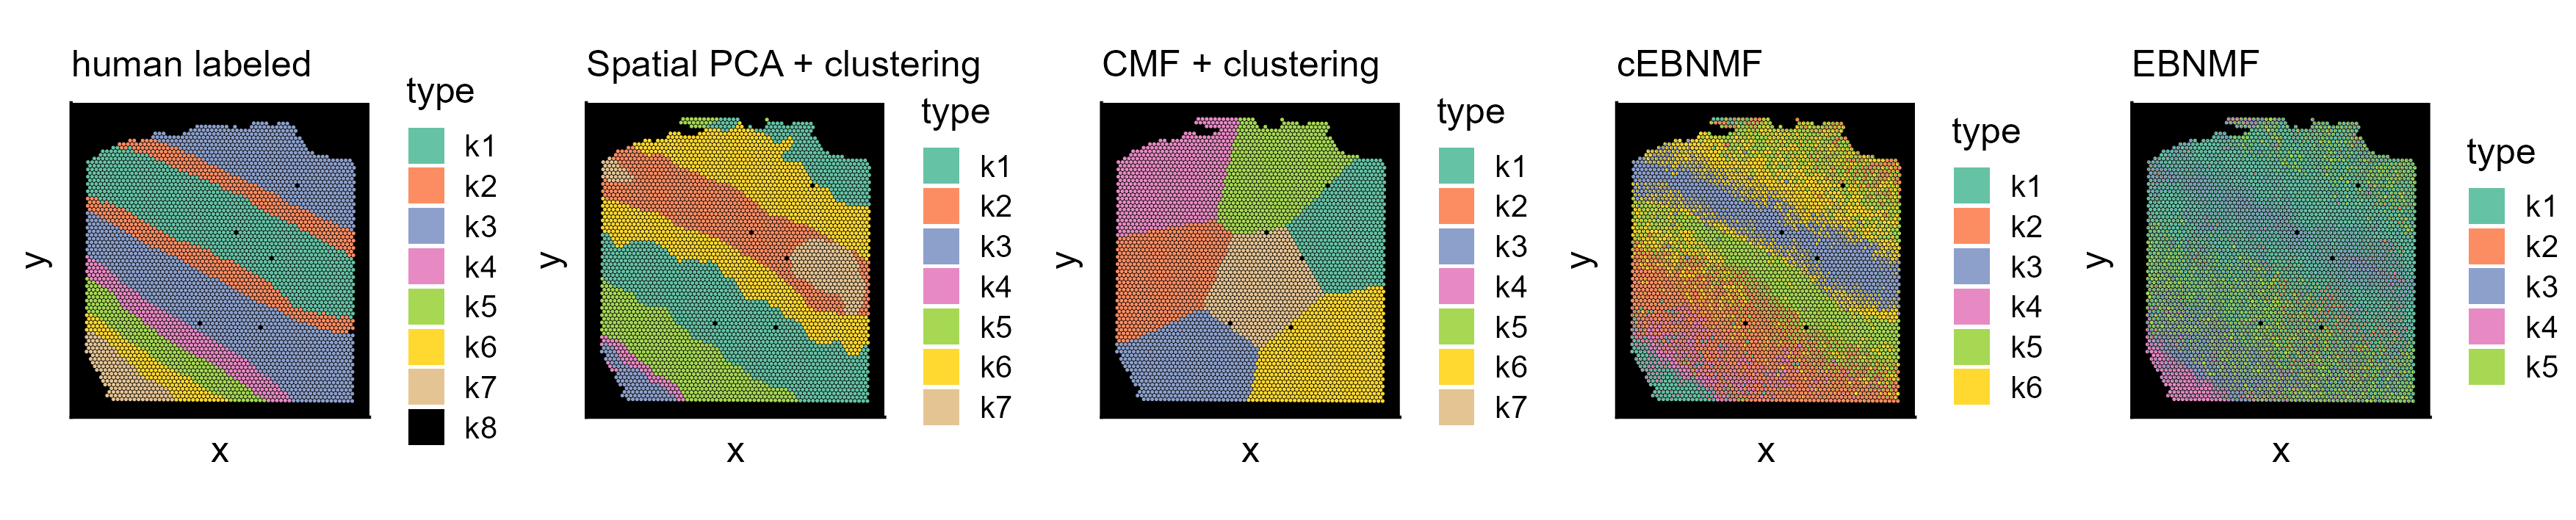 human labeled
type
k1
k2
k3
k4
k5
k6
k7
k8
y
x
Spatial PCA + clustering
type
k1
k2
k3
k4
k5
k6
k7
y
x
CMF + clustering
type
k1
k2
k3
k4
k5
k6
k7
y
x
cEBNMF
type
k1
k2
k3
k4
k5
k6
y
x
EBNMF
type
k1
k2
k3
k4
k5
y
x